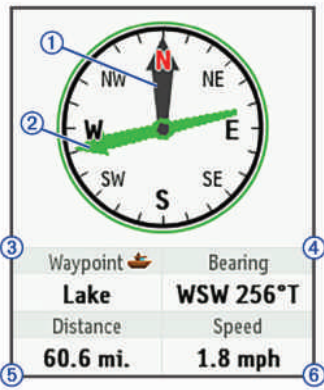 ①
N
NW NE
②
W E
SW SE
S
③ ④
Waypoint Bearing
Lake WSW 256°T
Distance Speed
60.6 mi. 1.8 mph
⑤ ⑥